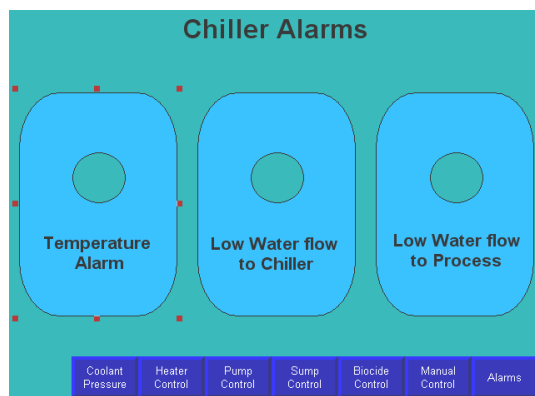 Chiller Alarms
Temperature
Alarm
Low Water flow
to Chiller
Low Water flow
to Process
Coolant
Pressure
Heater
Control
Pump
Control
Sump
Control
Biocide
Control
Manual
Control
Alarms